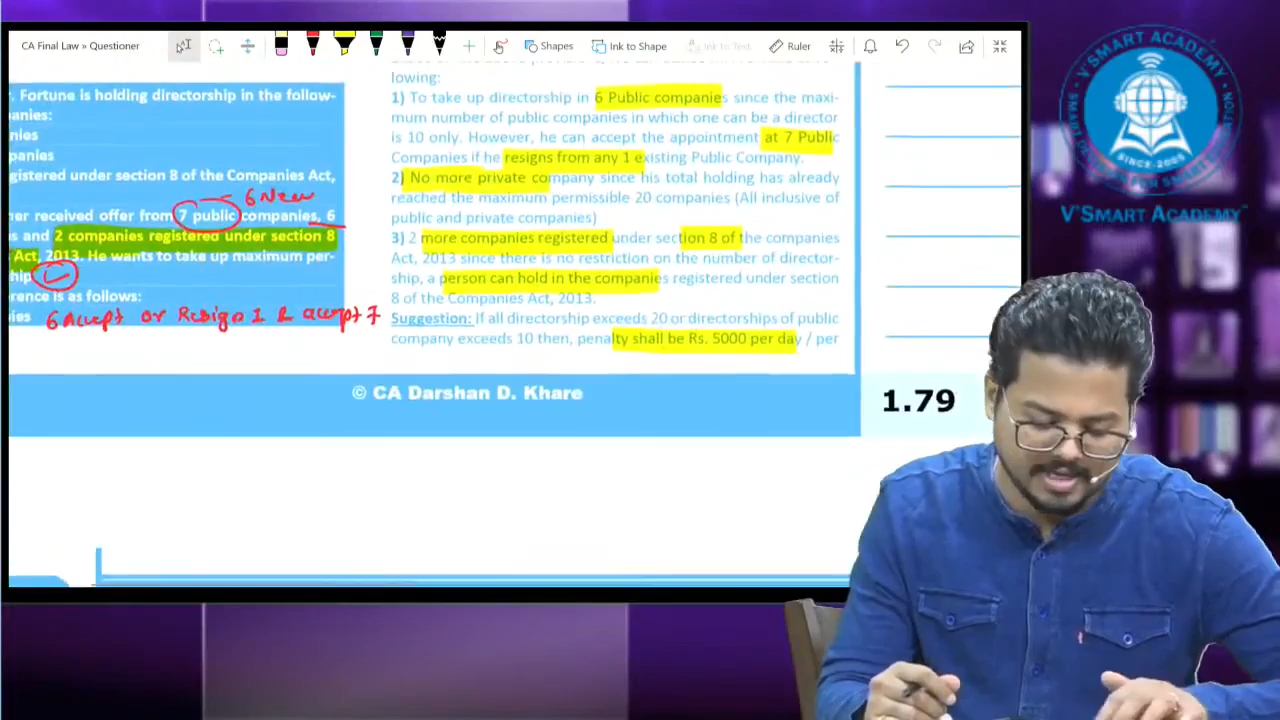 CA Final Law » Questioner
Shapes
Ink to Shape
Ink to Text
Ruler
. Fortune is holding directorship in the follow-
panies:
nies
panies
gistered under section 8 of the Companies Act,
6 New
her received offer from 7 public companies, 6
s and 2 companies registered under section 8
Act, 2013. He wants to take up maximum per-
hip
erence is as follows:
ies
6 Accept or Resign 1 & accept 7
lowing:
1) To take up directorship in 6 Public companies since the maxi-
mum number of public companies in which one can be a director
is 10 only. However, he can accept the appointment at 7 Public
Companies if he resigns from any 1 existing Public Company.
2) No more private company since his total holding has already
reached the maximum permissible 20 companies (All inclusive of
public and private companies)
3) 2 more companies registered under section 8 of the companies
Act, 2013 since there is no restriction on the number of director-
ship, a person can hold in the companies registered under section
8 of the Companies Act, 2013.
Suggestion: If all directorship exceeds 20 or directorships of public
company exceeds 10 then, penalty shall be Rs. 5000 per day / per
© CA Darshan D. Khare
1.79
V'SMART ACADEMY
SINCE-2005
V'SMART Academy